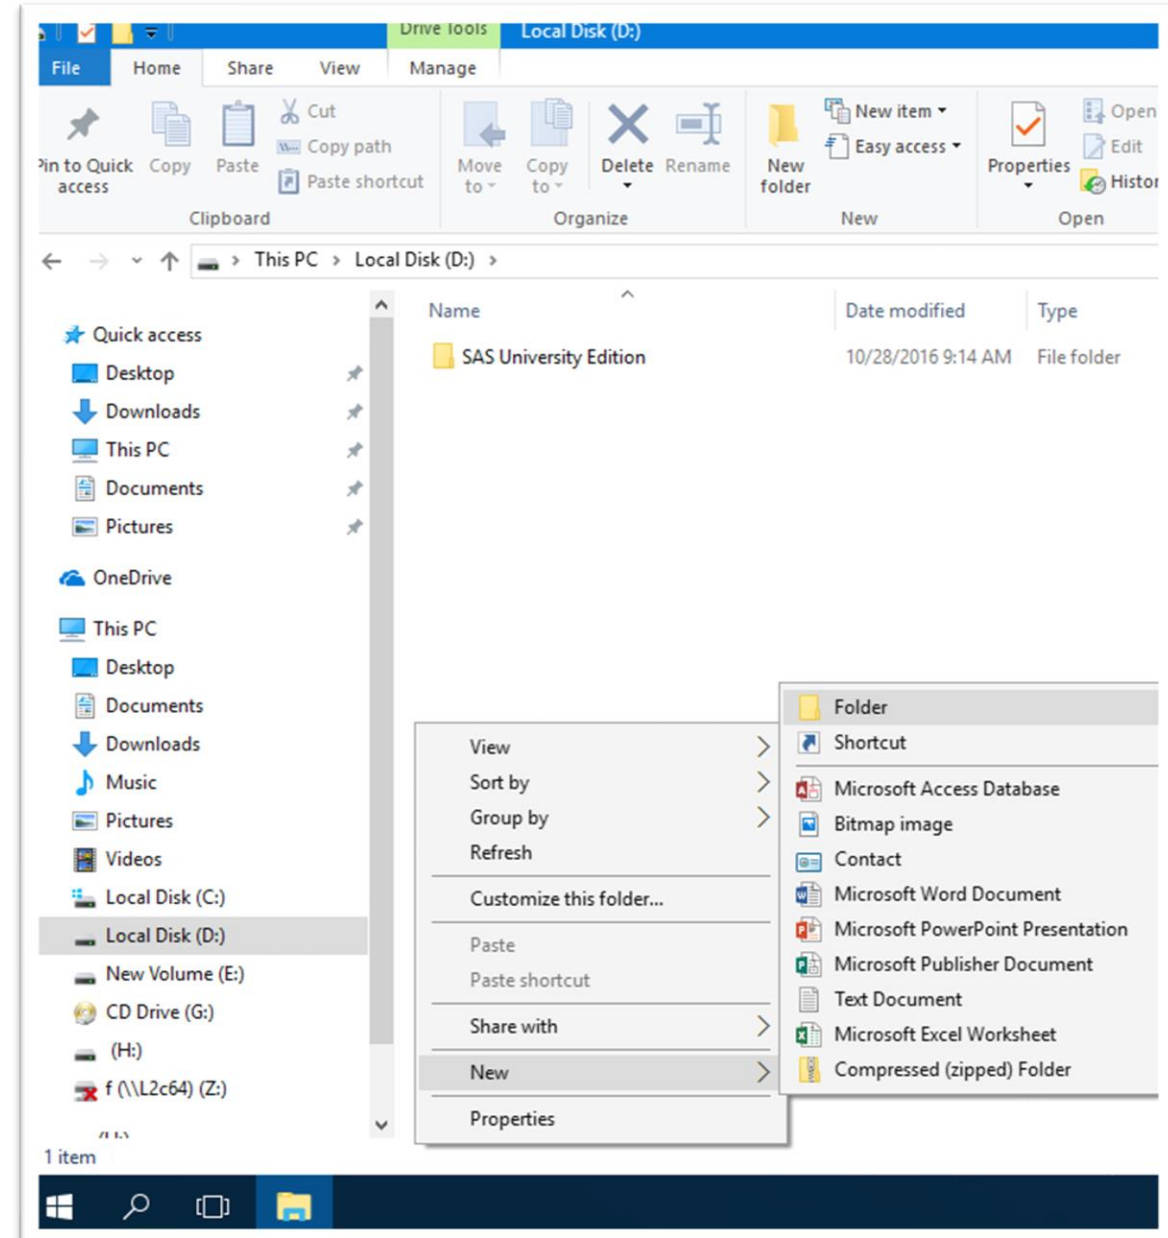 Drive Tools Local Disk (D:)
File Home Share View Manage
Pin to Quick access
Copy
Paste
Cut
Copy path
Paste shortcut
Clipboard
Move to
Copy to
Delete
Rename
Organize
New folder
New item
Easy access
New
Properties
Open
Edit
Histor
Open
This PC > Local Disk (D:) >
Name Date modified Type
SAS University Edition 10/28/2016 9:14 AM File folder
Quick access
Desktop
Downloads
This PC
Documents
Pictures
OneDrive
This PC
Desktop
Documents
Downloads
Music
Pictures
Videos
Local Disk (C:)
Local Disk (D:)
New Volume (E:)
CD Drive (G:)
(H:)
f (\\L2c64) (Z:)
1 item
View
Sort by
Group by
Refresh
Customize this folder...
Paste
Paste shortcut
Share with
New
Properties
Folder
Shortcut
Microsoft Access Database
Bitmap image
Contact
Microsoft Word Document
Microsoft PowerPoint Presentation
Microsoft Publisher Document
Text Document
Microsoft Excel Worksheet
Compressed (zipped) Folder